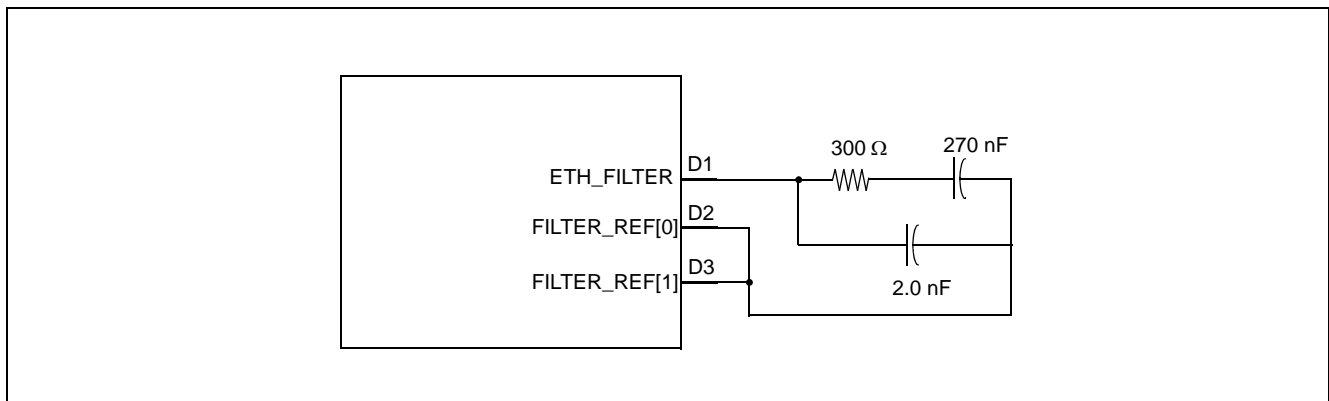 300 Ω
270 nF
ETH_FILTER
D1
FILTER_REF[0]
D2
FILTER_REF[1]
D3
2.0 nF